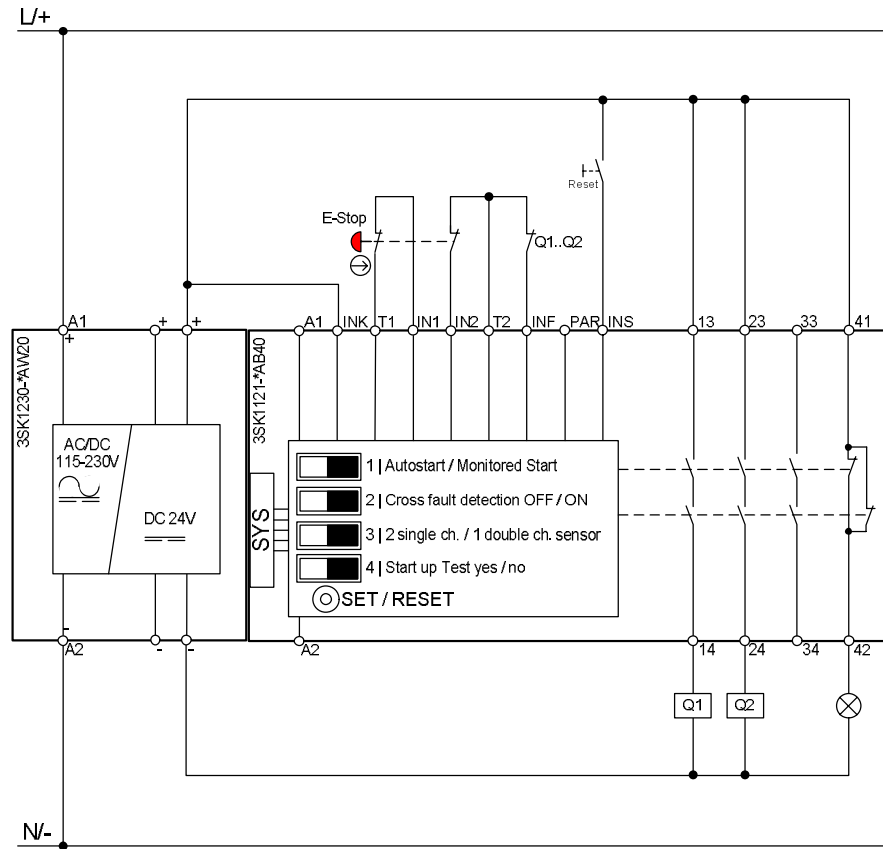 L/+
Reset
E-Stop
Q1..Q2
A1 + + A1 INK T1 IN1 IN2 T2 INF PAR INS 13 23 33 41
+
3SK1230-*AW20
3SK1121-*AB40
AC/DC
115-230V
DC 24V
SYS
1 | Autostart / Monitored Start
2 | Cross fault detection OFF / ON
3 | 2 single ch. / 1 double ch. sensor
4 | Start up Test yes / no
SET / RESET
-
A2 - - A2 14 24 34 42
Q1 Q2
N/-